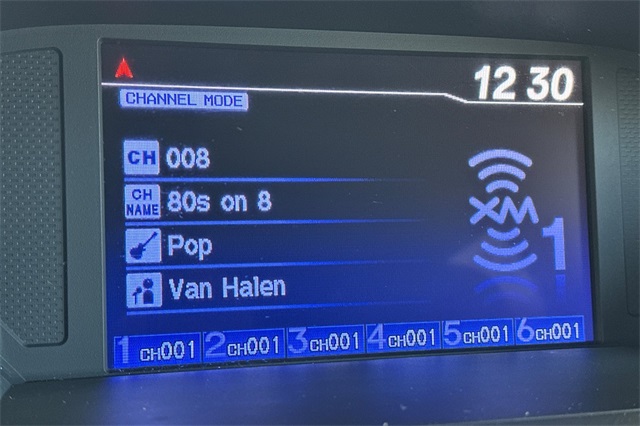 12 30
CHANNEL MODE
CH 008
CH NAME 80s on 8
Pop
Van Halen
XM 1
1 CH001 2 CH001 3 CH001 4 CH001 5 CH001 6 CH001